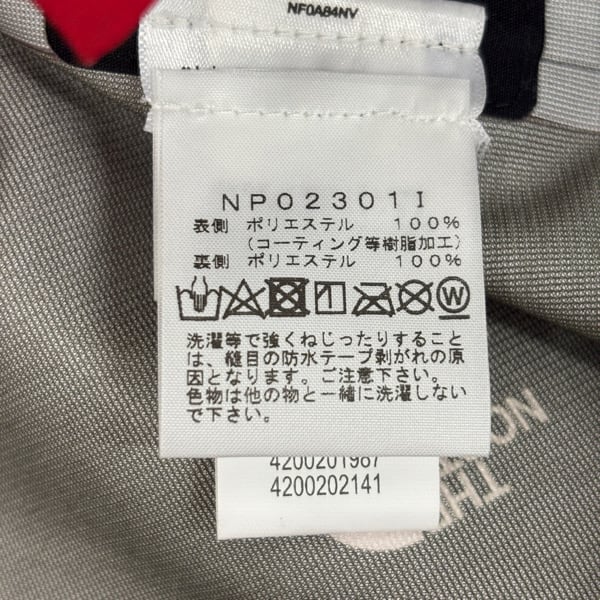 NF0A84NV
NP02301I
表側 ポリエステル 100%
(コーティング等樹脂加工)
裏側 ポリエステル 100%
W
洗濯等で強くねじったりすること
は、縫目の防水テープ剥がれの原
因となります。ご注意下さい。
色物は他の物と一緒に洗濯しない
で下さい。
4200201987
4200202141
THE
NO